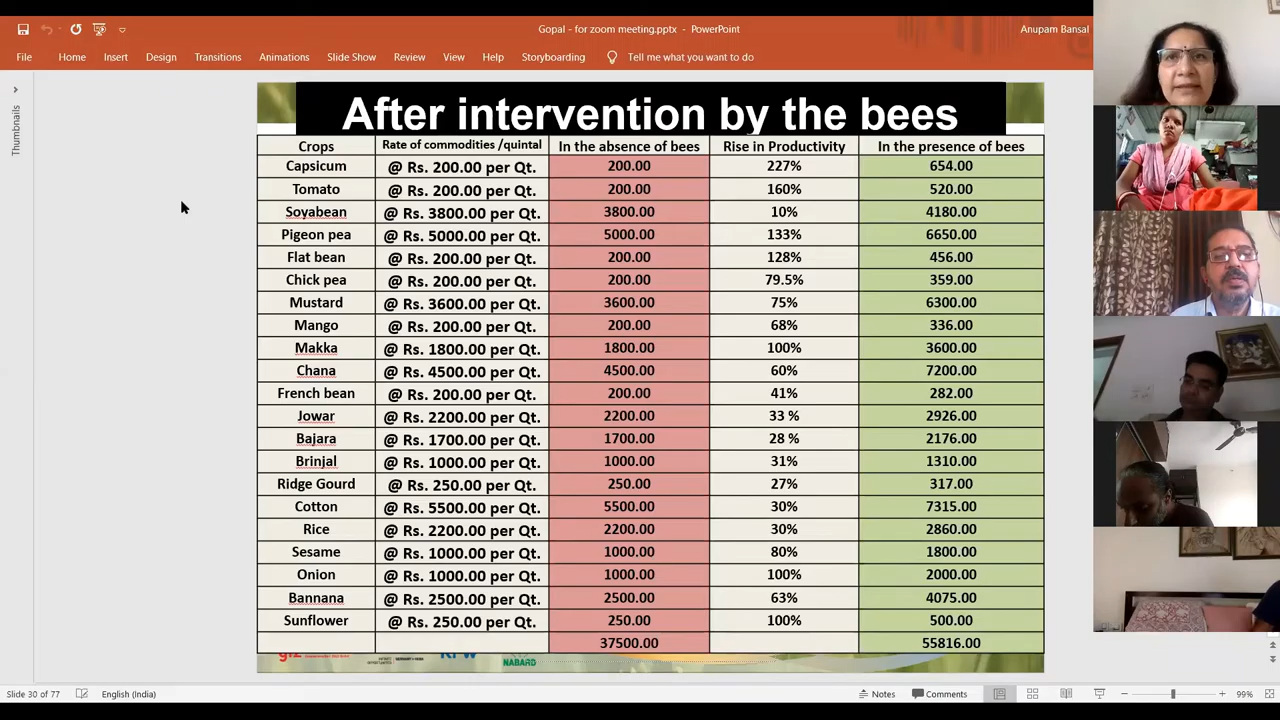 Gopal - for zoom meeting.pptx - PowerPoint
Anupam Bansal
File Home Insert Design Transitions Animations Slide Show Review View Help Storyboarding Tell me what you want to do
Thumbnails
After intervention by the bees
Crops Rate of commodities /quintal In the absence of bees Rise in Productivity In the presence of bees
Capsicum @ Rs. 200.00 per Qt. 200.00 227% 654.00
Tomato @ Rs. 200.00 per Qt. 200.00 160% 520.00
Soyabean @ Rs. 3800.00 per Qt. 3800.00 10% 4180.00
Pigeon pea @ Rs. 5000.00 per Qt. 5000.00 133% 6650.00
Flat bean @ Rs. 200.00 per Qt. 200.00 128% 456.00
Chick pea @ Rs. 200.00 per Qt. 200.00 79.5% 359.00
Mustard @ Rs. 3600.00 per Qt. 3600.00 75% 6300.00
Mango @ Rs. 200.00 per Qt. 200.00 68% 336.00
Makka @ Rs. 1800.00 per Qt. 1800.00 100% 3600.00
Chana @ Rs. 4500.00 per Qt. 4500.00 60% 7200.00
French bean @ Rs. 200.00 per Qt. 200.00 41% 282.00
Jowar @ Rs. 2200.00 per Qt. 2200.00 33 % 2926.00
Bajara @ Rs. 1700.00 per Qt. 1700.00 28 % 2176.00
Brinjal @ Rs. 1000.00 per Qt. 1000.00 31% 1310.00
Ridge Gourd @ Rs. 250.00 per Qt. 250.00 27% 317.00
Cotton @ Rs. 5500.00 per Qt. 5500.00 30% 7315.00
Rice @ Rs. 2200.00 per Qt. 2200.00 30% 2860.00
Sesame @ Rs. 1000.00 per Qt. 1000.00 80% 1800.00
Onion @ Rs. 1000.00 per Qt. 1000.00 100% 2000.00
Bannana @ Rs. 2500.00 per Qt. 2500.00 63% 4075.00
Sunflower @ Rs. 250.00 per Qt. 250.00 100% 500.00
37500.00 55816.00
giz KFW NABARD
Slide 30 of 77 English (India) Notes Comments 99%